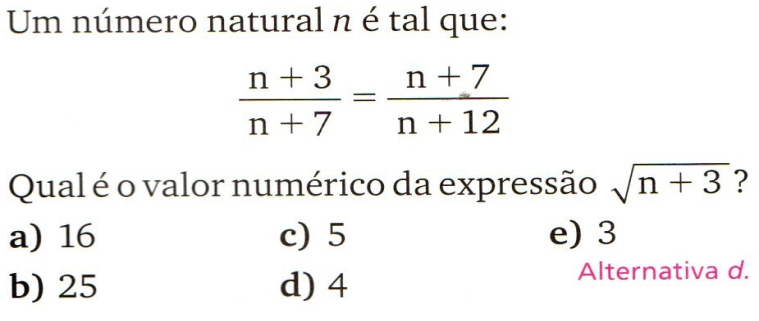 Um número natural n é tal que:
n + 3 / n + 7 = n + 7 / n + 12
Qual é o valor numérico da expressão √n + 3 ?
a) 16 c) 5 e) 3
b) 25 d) 4 Alternativa d.